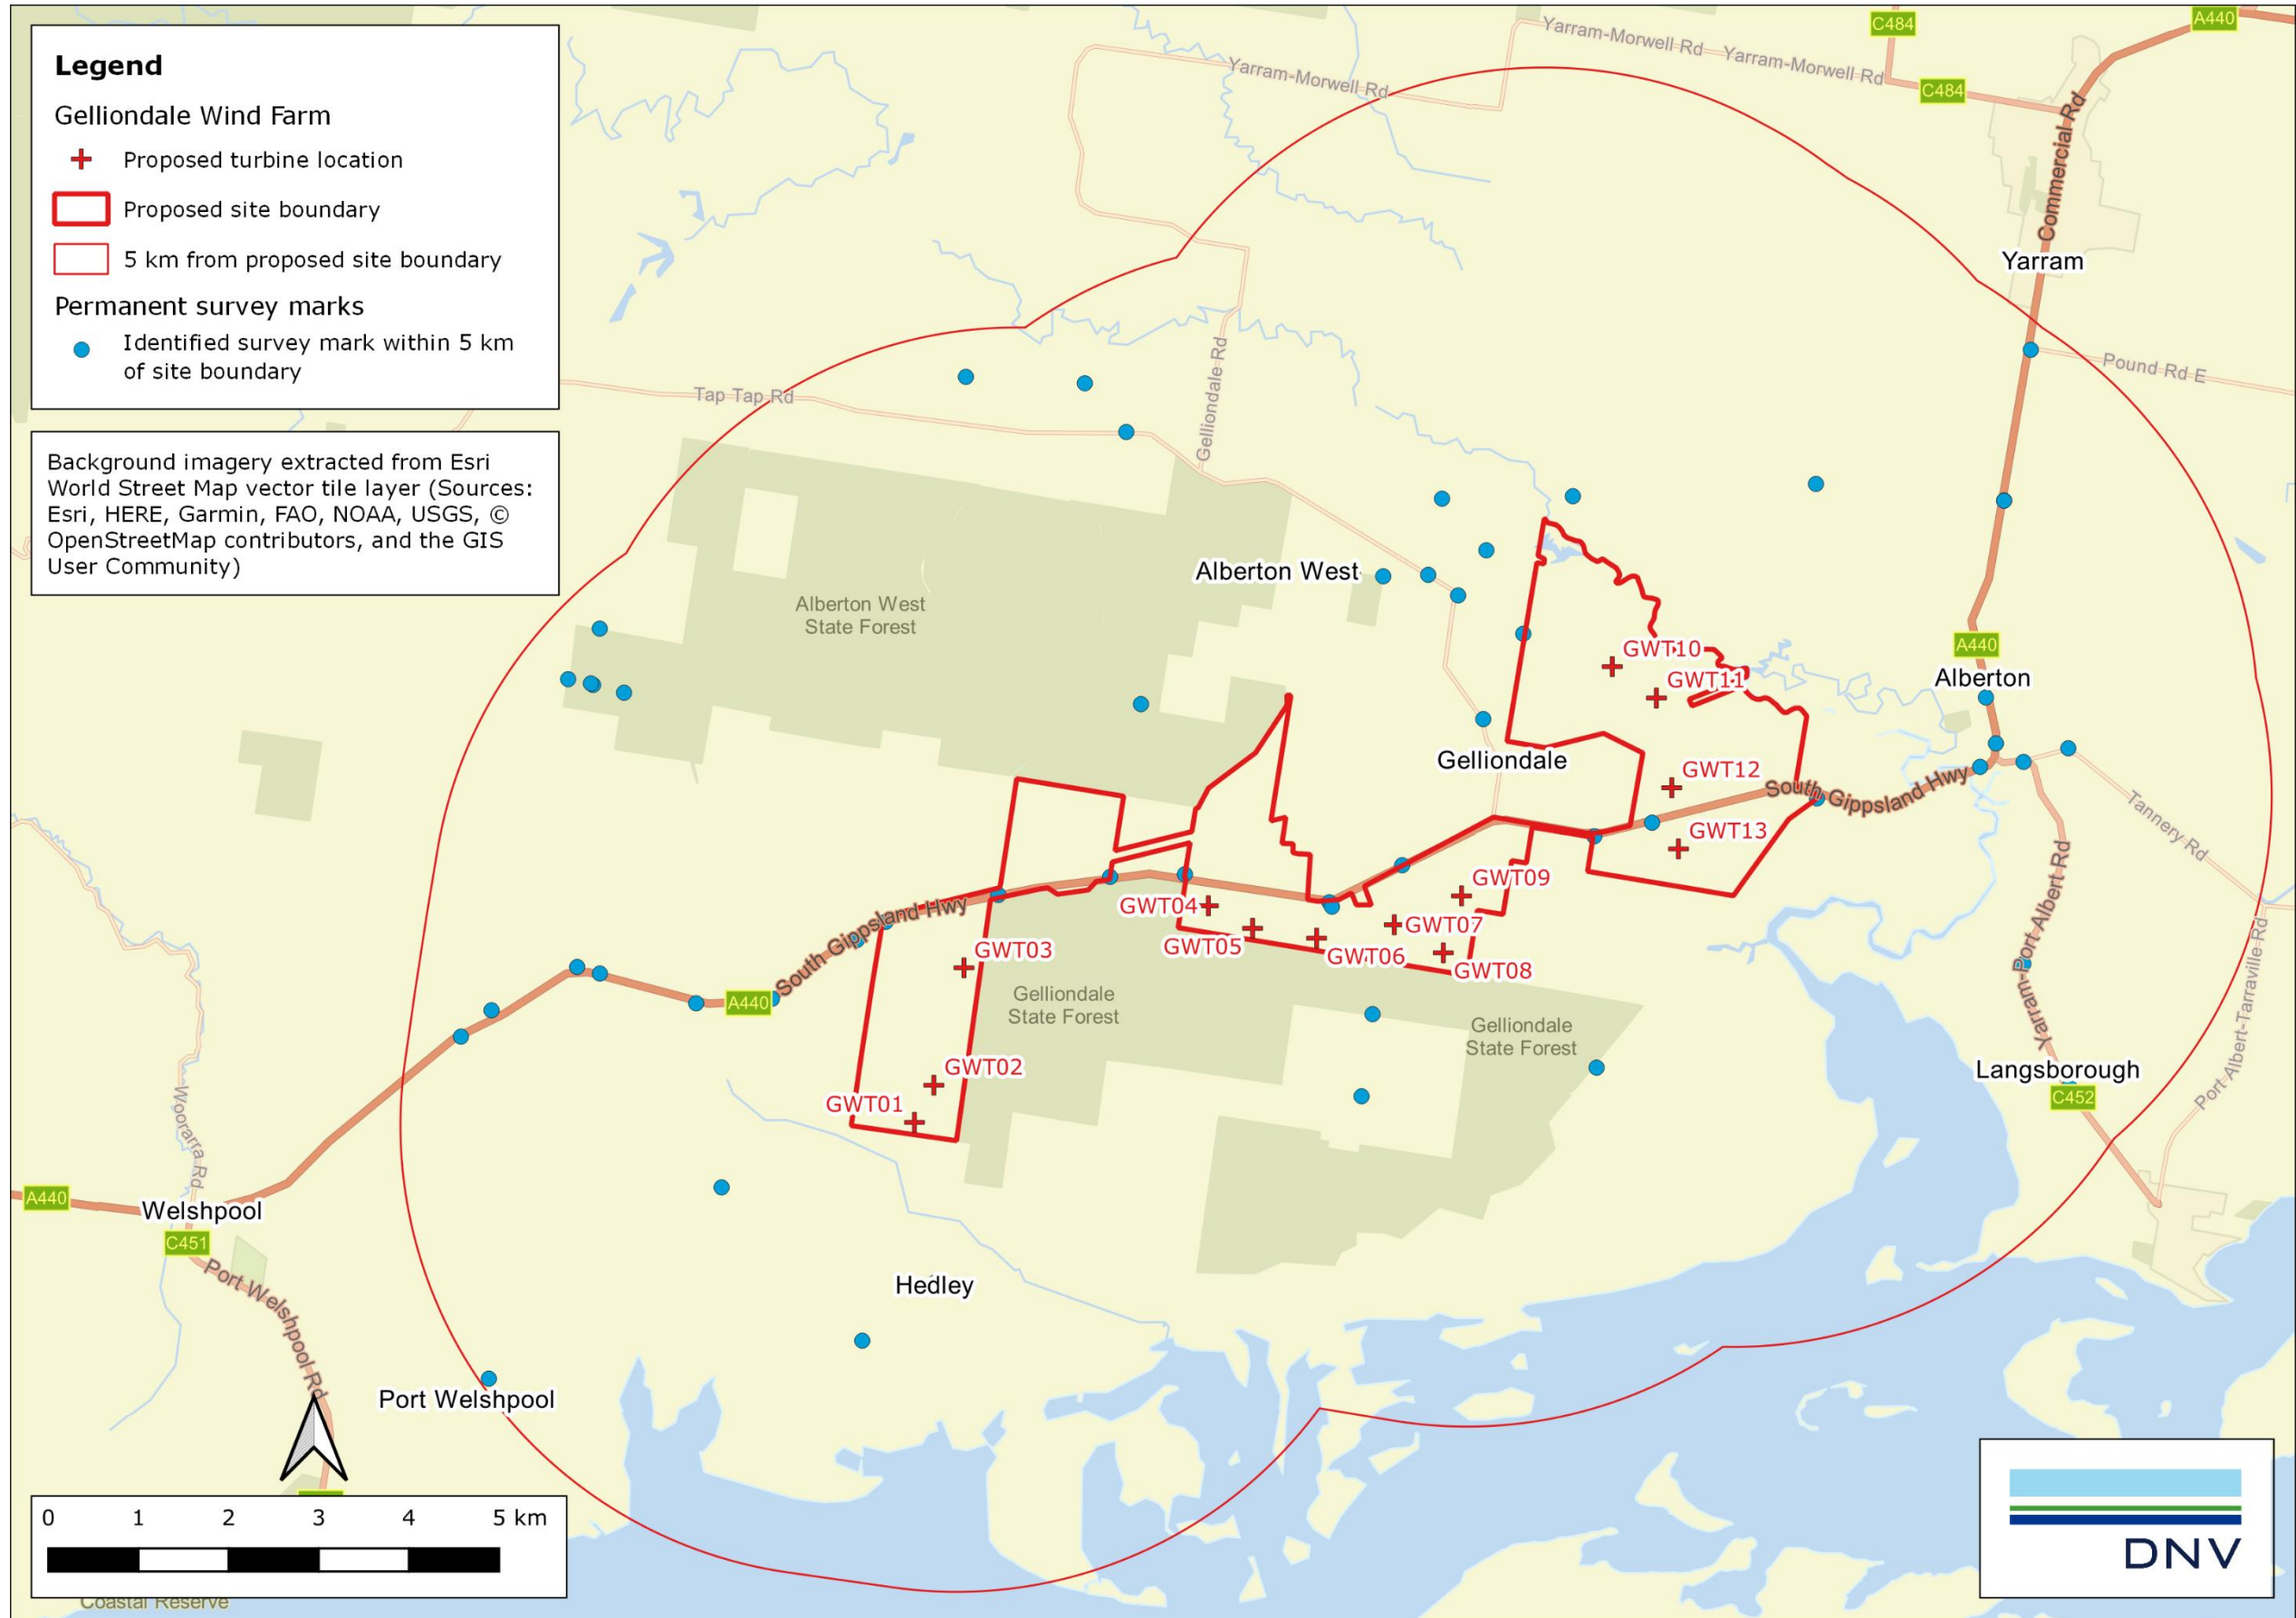 Legend
Gelliondale Wind Farm
Proposed turbine location
Proposed site boundary
5 km from proposed site boundary
Permanent survey marks
Identified survey mark within 5 km
of site boundary
Background imagery extracted from Esri
World Street Map vector tile layer (Sources:
Esri, HERE, Garmin, FAO, NOAA, USGS, ©
OpenStreetMap contributors, and the GIS
User Community)
Yarram-Morwell Rd
Yarram-Morwell Rd
Yarram-Morwell Rd
C484
A440
C484
Commercial Rd
Yarram
Pound Rd E
Tap Tap Rd
Gelliondale Rd
Alberton West
Alberton West
State Forest
GWT10
GWT11
A440
Alberton
Gelliondale
GWT12
South Gippsland Hwy
GWT13
Tannery Rd
GWT09
GWT04
GWT07
GWT05
GWT06
GWT08
South Gippsland Hwy
GWT03
A440
Gelliondale
State Forest
Gelliondale
State Forest
Yarram-Port Albert Rd
Port Albert-Tarraville Rd
GWT02
GWT01
Langsborough
C452
Woorarra Rd
A440
Welshpool
C451
Port Welshpool Rd
Hedley
Port Welshpool
0 1 2 3 4 5 km
Coastal Reserve
DNV